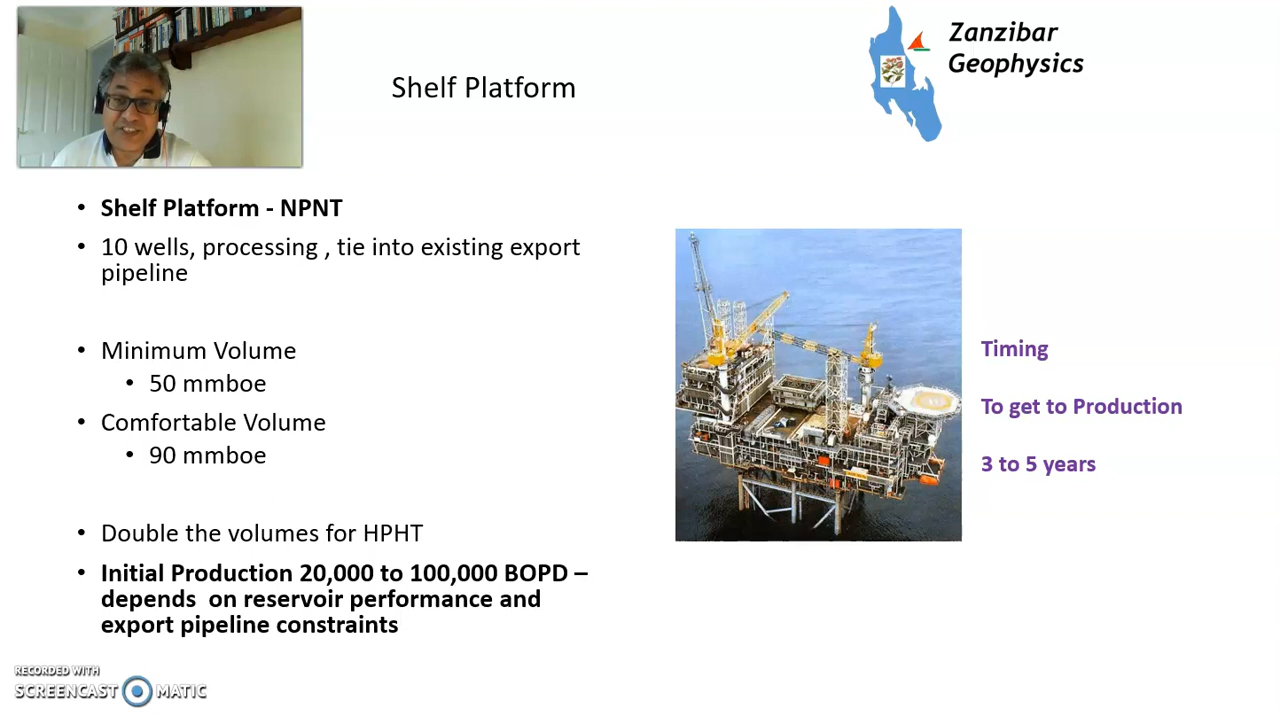 Shelf Platform
Zanzibar
Geophysics
• Shelf Platform - NPNT
• 10 wells, processing , tie into existing export
pipeline
• Minimum Volume
• 50 mmboe
• Comfortable Volume
• 90 mmboe
• Double the volumes for HPHT
• Initial Production 20,000 to 100,000 BOPD –
depends on reservoir performance and
export pipeline constraints
Timing
To get to Production
3 to 5 years
RECORDED WITH
SCREENCAST MATIC